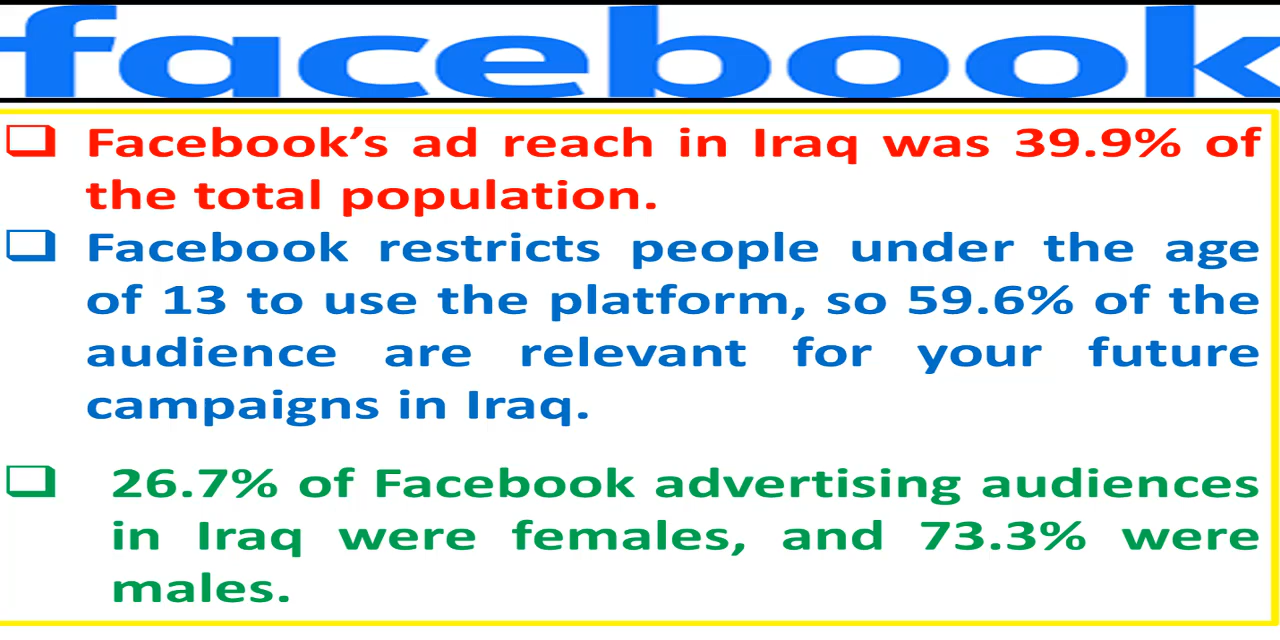 facebook
Facebook’s ad reach in Iraq was 39.9% of
the total population.
Facebook restricts people under the age
of 13 to use the platform, so 59.6% of the
audience are relevant for your future
campaigns in Iraq.
26.7% of Facebook advertising audiences
in Iraq were females, and 73.3% were
males.